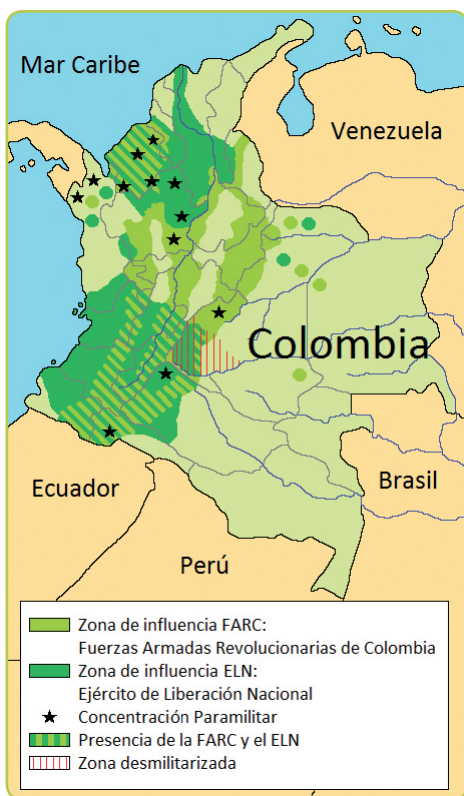 Mar Caribe
Venezuela
Colombia
Ecuador
Brasil
Perú
Zona de influencia FARC:
Fuerzas Armadas Revolucionarias de Colombia
Zona de influencia ELN:
Ejército de Liberación Nacional
Concentración Paramilitar
Presencia de la FARC y el ELN
Zona desmilitarizada